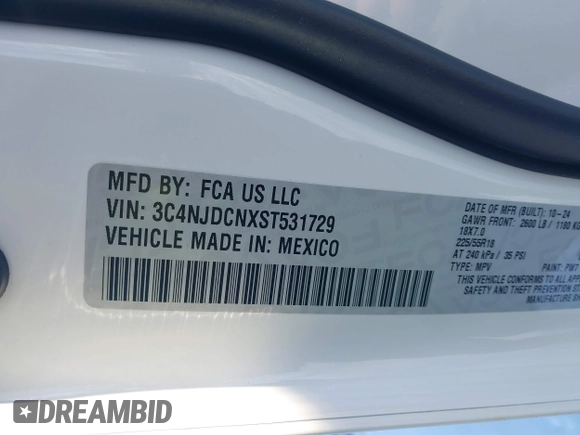 MFD BY: FCA US LLC
VIN: 3C4NJDCNXST531729
VEHICLE MADE IN: MEXICO
DATE OF MFR (BUILT): 10-24
GAWR FRONT: 2600 LB / 1180 KG
18X7.0
225/55R18
AT 240 kPa / 35 PSI
TYPE: MPV PAINT: PW7
THIS VEHICLE CONFORMS TO ALL APP
SAFETY AND THEFT PREVENTION ST
MANUFACTURE
DREAMBID